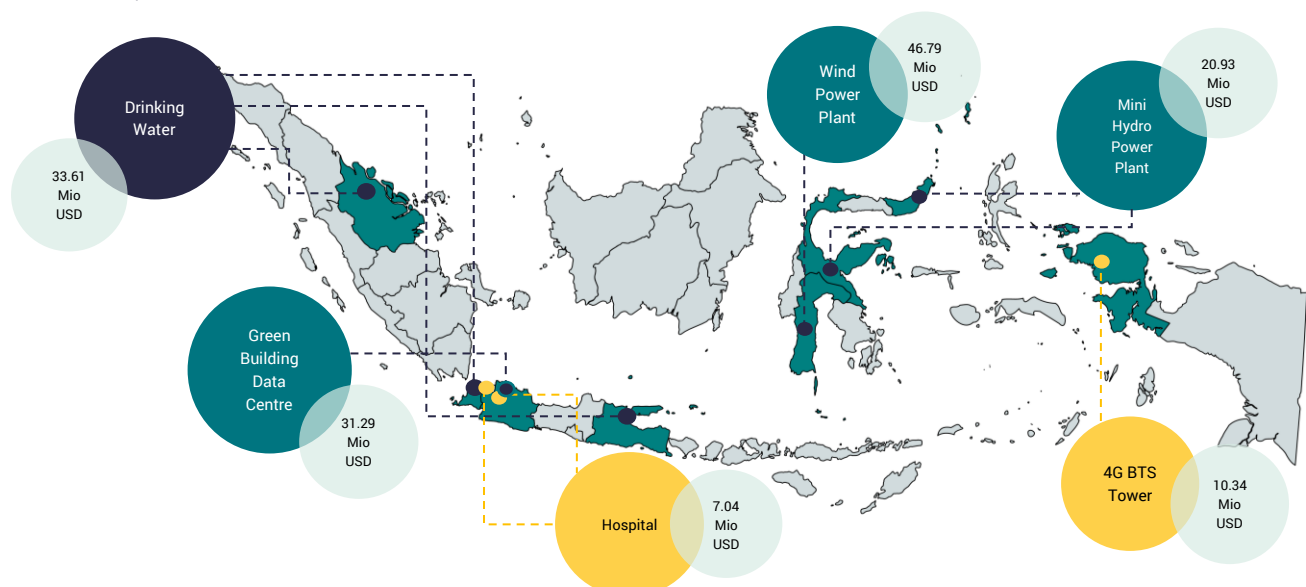 Drinking
Water
33.61
Mio
USD
Wind
Power
Plant
46.79
Mio
USD
Mini
Hydro
Power
Plant
20.93
Mio
USD
Green
Building
Data
Centre
31.29
Mio
USD
Hospital
7.04
Mio
USD
4G BTS
Tower
10.34
Mio
USD